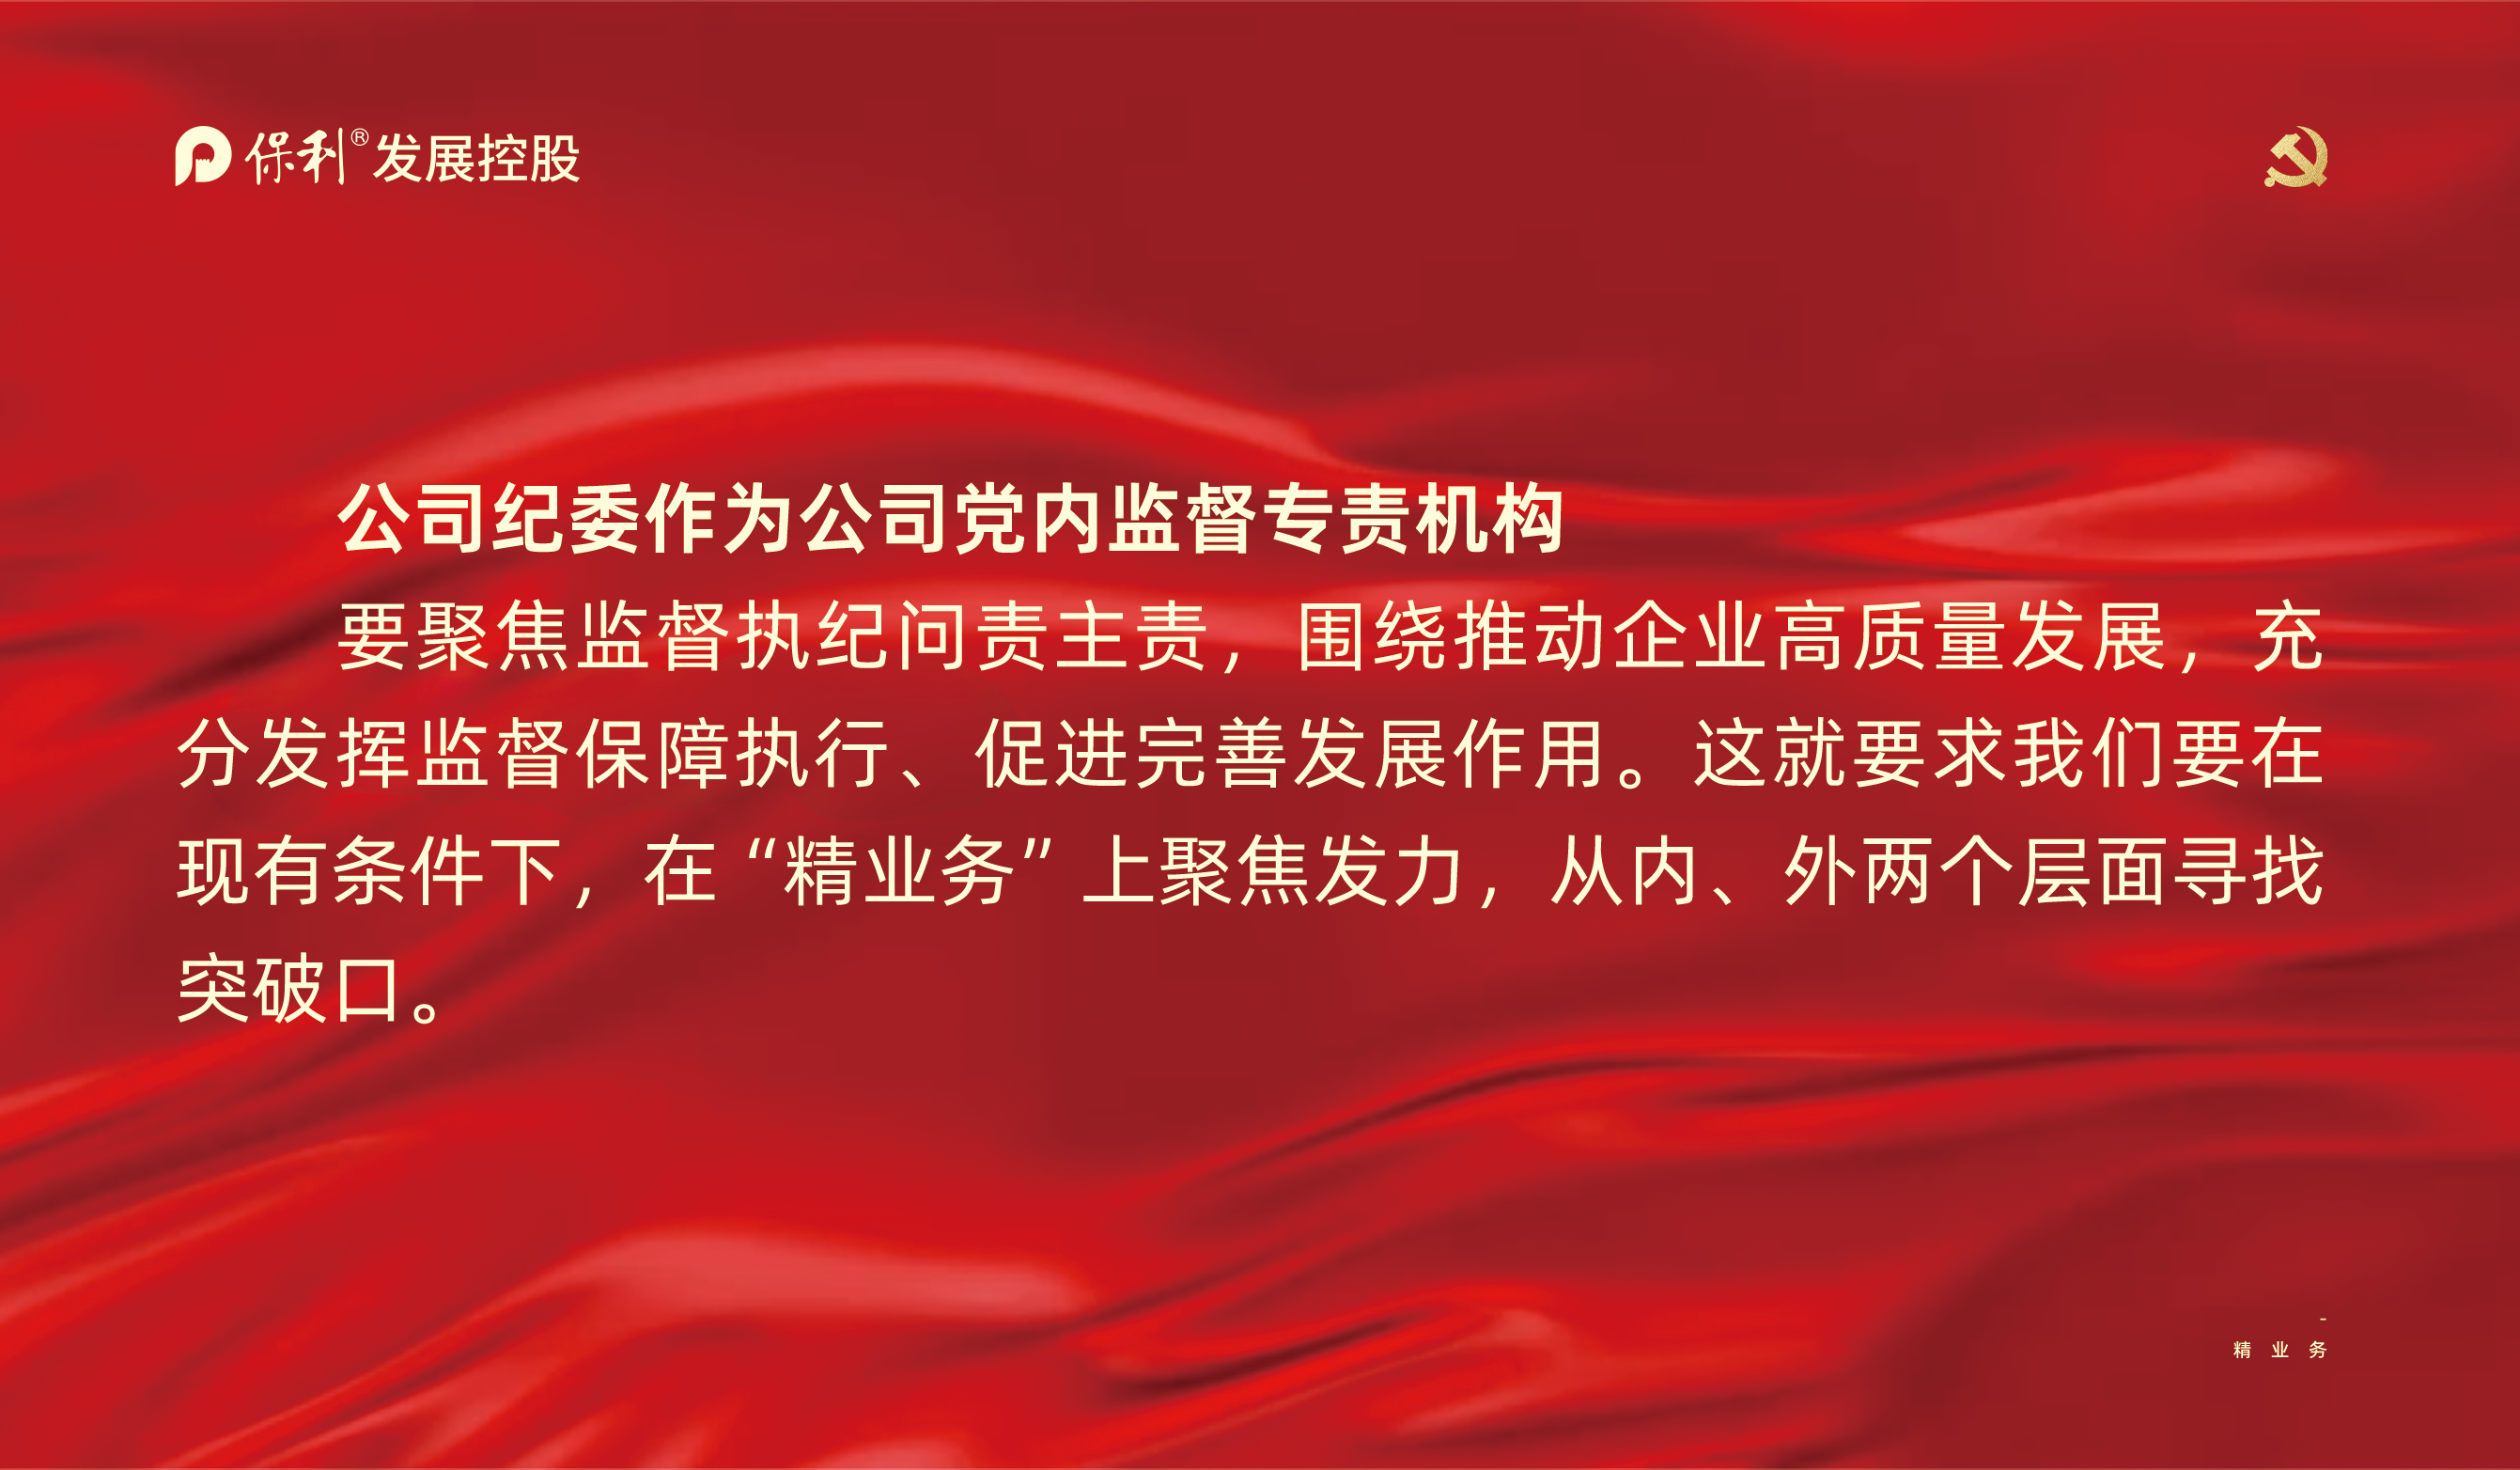 保利®发展控股
公司纪委作为公司党内监督专责机构
要聚焦监督执纪问责主责，围绕推动企业高质量发展，充
分发挥监督保障执行、促进完善发展作用。这就要求我们要在
现有条件下，在“精业务”上聚焦发力，从内、外两个层面寻找
突破口。
-
精业务